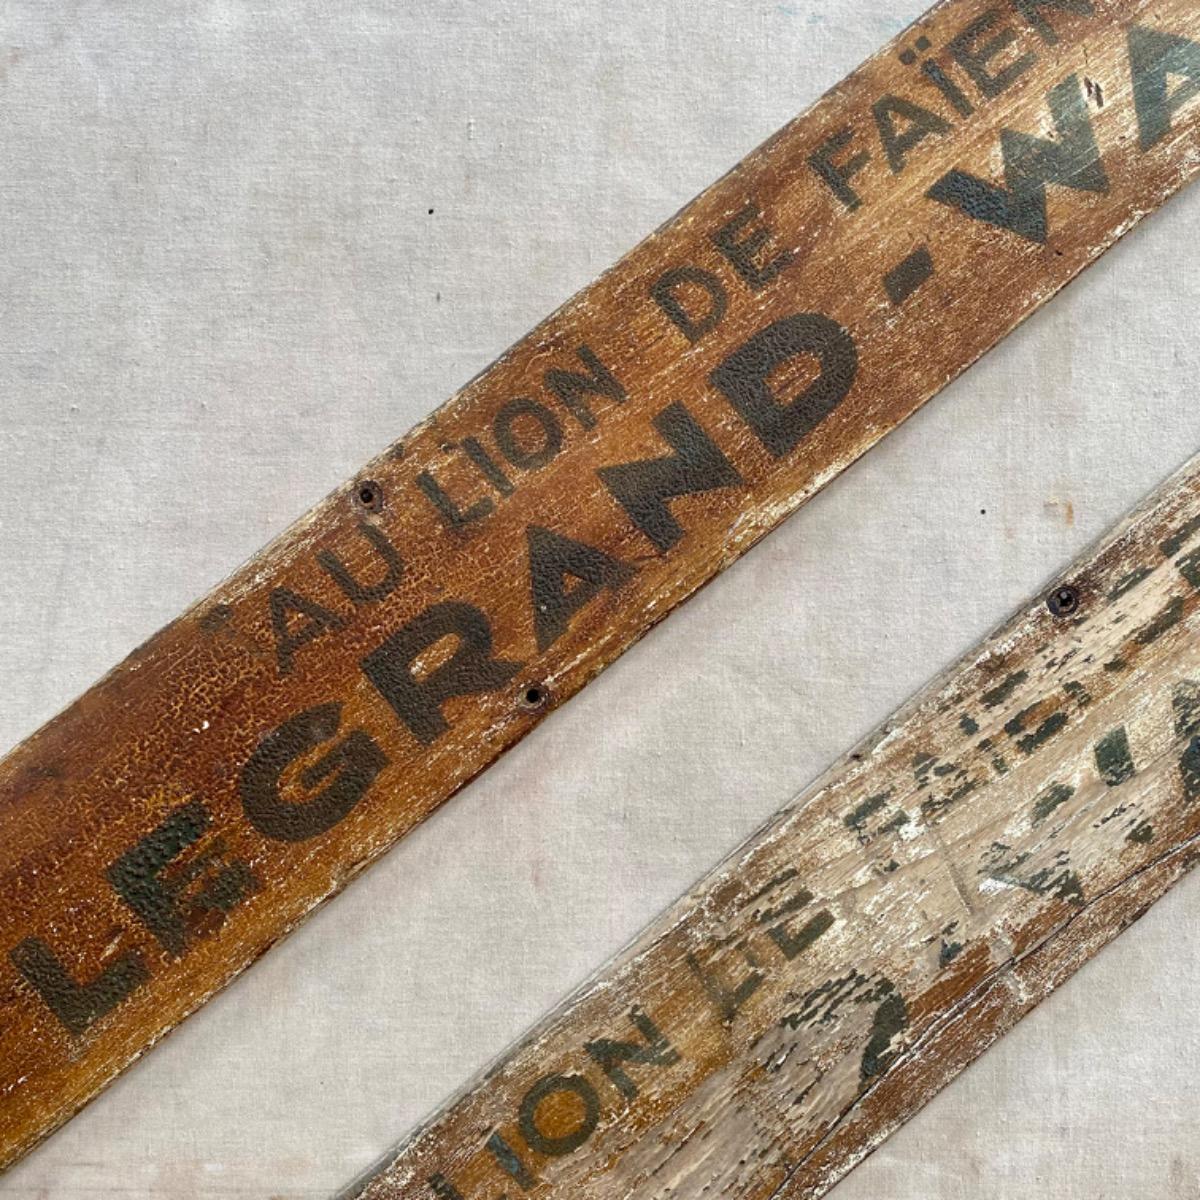 AU LION DE FAÏEN
LEGRAND - WA
LION DE